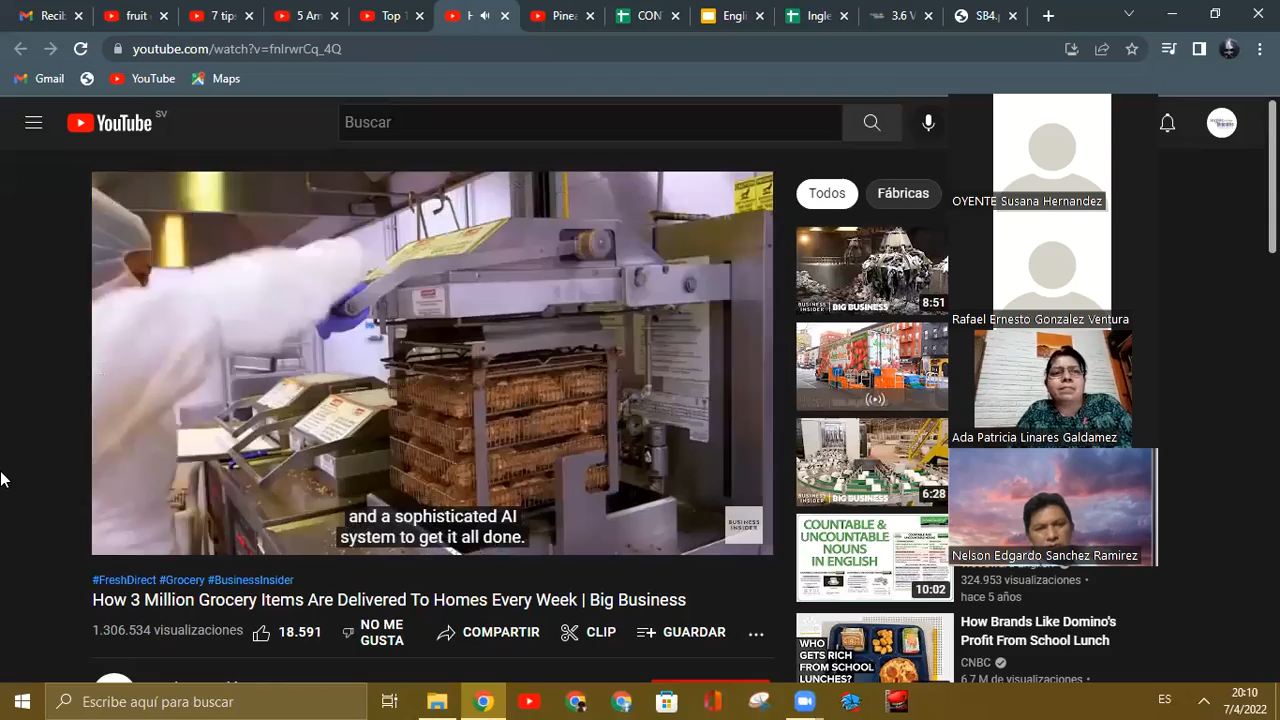 Recib
fruit
7 tips
5 Am
Top 1
Pinea
CON
Engli
Ingle
3.6 V
SB4.p
youtube.com/watch?v=fnIrwrCq_4Q
Gmail
YouTube
Maps
YouTube SV
Buscar
Todos
Fábricas
OYENTE Susana Hernandez
Rafael Ernesto Gonzalez Ventura
Ada Patricia Linares Galdamez
Nelson Edgardo Sanchez Ramirez
BUSINESS INSIDER | BIG BUSINESS
8:51
BUSINESS INSIDER | BIG BUSINESS
6:28
COUNTABLE &
UNCOUNTABLE
NOUNS
IN ENGLISH
10:02
324.953 visualizaciones •
hace 5 años
WHO
GETS RICH
FROM SCHOOL
LUNCHES?
How Brands Like Domino's
Profit From School Lunch
CNBC
6,7 M de visualizaciones •
and a sophisticated AI
system to get it all done.
BUSINESS
INSIDER
#FreshDirect #Grocery #BusinessInsider
How 3 Million Grocery Items Are Delivered To Homes Every Week | Big Business
1.306.534 visualizaciones
18.591
NO ME
GUSTA
COMPARTIR
CLIP
GUARDAR
Escribe aquí para buscar
ES
20:10
7/4/2022